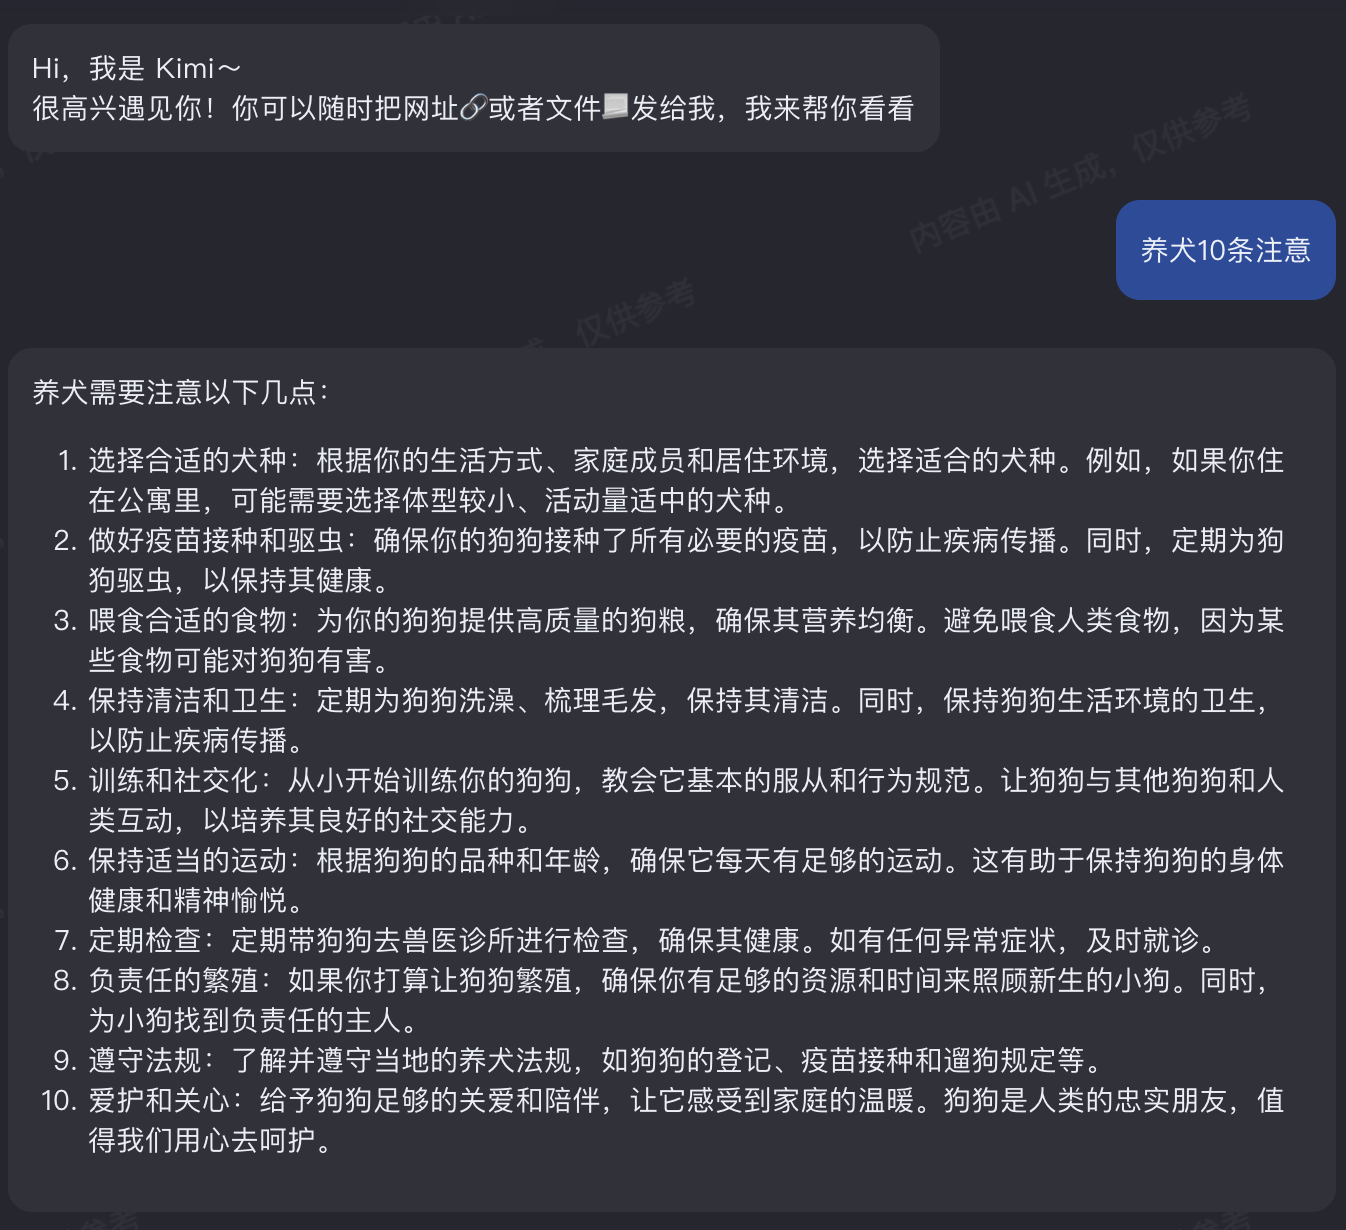 Hi，我是 Kimi～
很高兴遇见你！你可以随时把网址🔗或者文件📃发给我，我来帮你看看
内容由 AI 生成，仅供参考
养犬10条注意
仅供参考
养犬需要注意以下几点：
1. 选择合适的犬种：根据你的生活方式、家庭成员和居住环境，选择适合的犬种。例如，如果你住
在公寓里，可能需要选择体型较小、活动量适中的犬种。
2. 做好疫苗接种和驱虫：确保你的狗狗接种了所有必要的疫苗，以防止疾病传播。同时，定期为狗
狗驱虫，以保持其健康。
3. 喂食合适的食物：为你的狗狗提供高质量的狗粮，确保其营养均衡。避免喂食人类食物，因为某
些食物可能对狗狗有害。
4. 保持清洁和卫生：定期为狗狗洗澡、梳理毛发，保持其清洁。同时，保持狗狗生活环境的卫生，
以防止疾病传播。
5. 训练和社交化：从小开始训练你的狗狗，教会它基本的服从和行为规范。让狗狗与其他狗狗和人
类互动，以培养其良好的社交能力。
6. 保持适当的运动：根据狗狗的品种和年龄，确保它每天有足够的运动。这有助于保持狗狗的身体
健康和精神愉悦。
7. 定期检查：定期带狗狗去兽医诊所进行检查，确保其健康。如有任何异常症状，及时就诊。
8. 负责任的繁殖：如果你打算让狗狗繁殖，确保你有足够的资源和时间来照顾新生的小狗。同时，
为小狗找到负责任的主人。
9. 遵守法规：了解并遵守当地的养犬法规，如狗狗的登记、疫苗接种和遛狗规定等。
10. 爱护和关心：给予狗狗足够的关爱和陪伴，让它感受到家庭的温暖。狗狗是人类的忠实朋友，值
得我们用心去呵护。